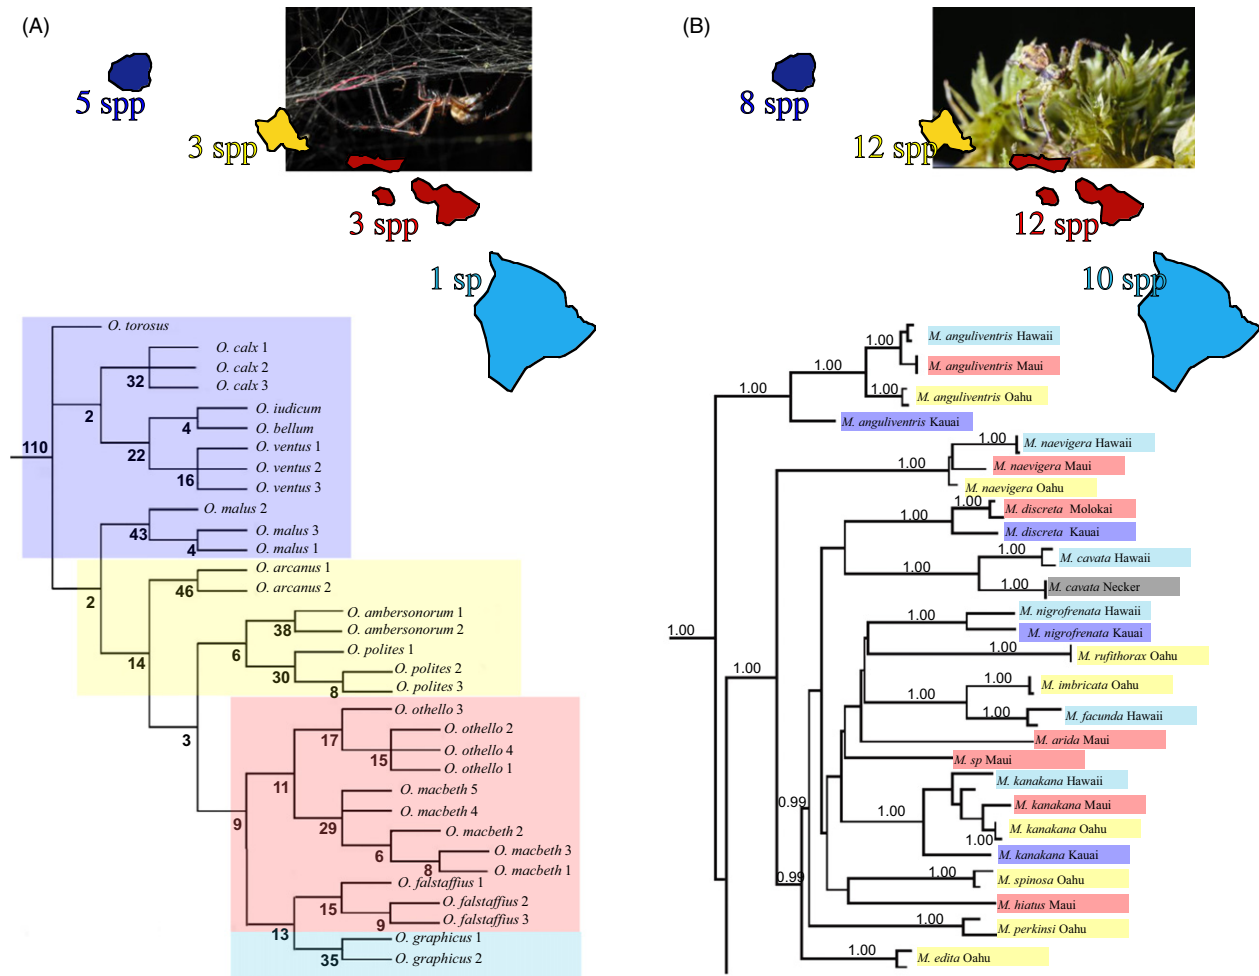 (A)
5 spp
3 spp
3 spp
1 sp
O. torosus
O. calx 1
O. calx 2
32
O. calx 3
2
O. iudicum
4
O. bellum
110
22
O. ventus 1
O. ventus 2
16
O. ventus 3
O. malus 2
43
O. malus 3
4
O. malus 1
O. arcanus 1
2
46
O. arcanus 2
O. ambersonorum 1
38
O. ambersonorum 2
14
6
O. polites 1
30
O. polites 2
8
O. polites 3
O. othello 3
3
17
O. othello 2
O. othello 4
15
O. othello 1
11
O. macbeth 5
O. macbeth 4
9
29
O. macbeth 2
6
O. macbeth 3
8
O. macbeth 1
O. falstaffius 1
15
O. falstaffius 2
9
O. falstaffius 3
13
O. graphicus 1
35
O. graphicus 2
(B)
8 spp
12 spp
12 spp
10 spp
1.00
M. anguliventris Hawaii
1.00
M. anguliventris Maui
1.00
1.00
M. anguliventris Oahu
M. anguliventris Kauai
1.00
M. naevigera Hawaii
1.00
M. naevigera Maui
M. naevigera Oahu
1.00
M. discreta Molokai
1.00
M. discreta Kauai
1.00
M. cavata Hawaii
1.00
1.00
M. cavata Necker
1.00
M. nigrofrenata Hawaii
1.00
M. nigrofrenata Kauai
1.00
M. rufithorax Oahu
1.00
1.00
M. imbricata Oahu
1.00
1.00
M. facunda Hawaii
M. arida Maui
M. sp Maui
M. kanakana Hawaii
0.99
1.00
M. kanakana Maui
M. kanakana Oahu
1.00
M. kanakana Kauai
0.99
1.00
M. spinosa Oahu
M. hiatus Maui
1.00
M. perkinsi Oahu
1.00
M. edita Oahu